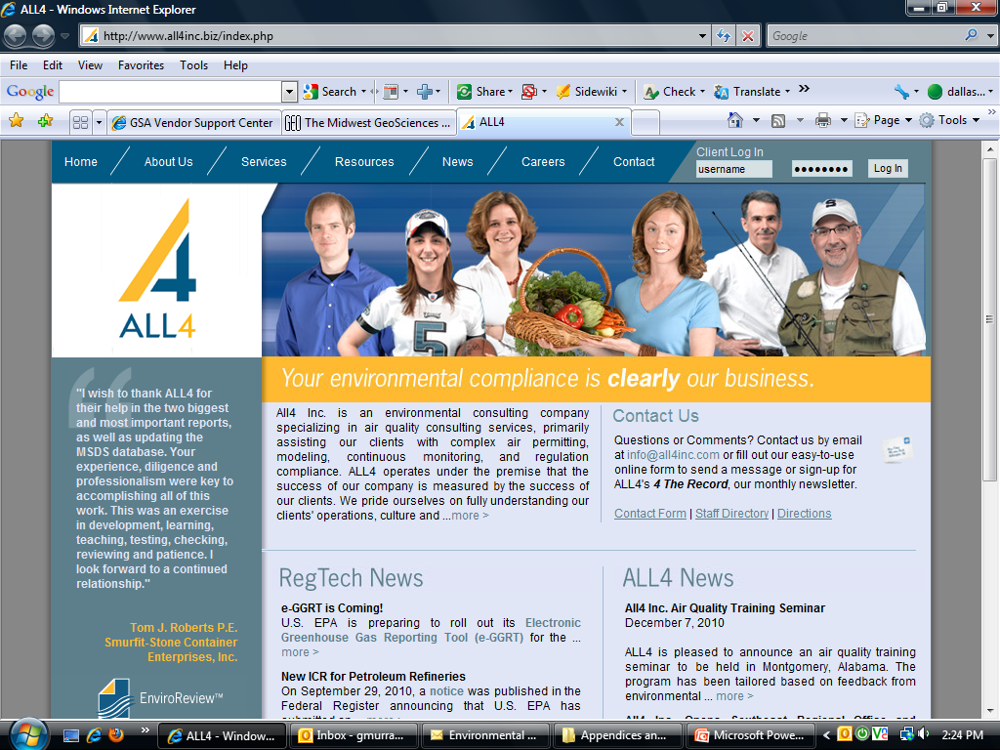 ALL4 - Windows Internet Explorer
http://www.all4inc.biz/index.php
Google
File Edit View Favorites Tools Help
Google Search Share Sidewiki Check Translate » dallas...
GSA Vendor Support Center The Midwest GeoSciences ... ALL4 Page Tools »
Home About Us Services Resources News Careers Contact
Client Log In
username Log In
S
5
ALL4
Your environmental compliance is clearly our business.
"I wish to thank ALL4 for
their help in the two biggest
and most important reports,
as well as updating the
MSDS database. Your
experience, diligence and
professionalism were key to
accomplishing all of this
work. This was an exercise
in development, learning,
teaching, testing, checking,
reviewing and patience. I
look forward to a continued
relationship."
Tom J. Roberts P.E.
Smurfit-Stone Container
Enterprises, Inc.
EnviroReview™
All4 Inc. is an environmental consulting company
specializing in air quality consulting services, primarily
assisting our clients with complex air permitting,
modeling, continuous monitoring, and regulation
compliance. ALL4 operates under the premise that the
success of our company is measured by the success of
our clients. We pride ourselves on fully understanding our
clients' operations, culture and ...more >
Contact Us
Questions or Comments? Contact us by email
at info@all4inc.com or fill out our easy-to-use
online form to send a message or sign-up for
ALL4's 4 The Record, our monthly newsletter.
Contact Form | Staff Directory | Directions
RegTech News
e-GGRT is Coming!
U.S. EPA is preparing to roll out its Electronic
Greenhouse Gas Reporting Tool (e-GGRT) for the ...
more >
New ICR for Petroleum Refineries
On September 29, 2010, a notice was published in the
Federal Register announcing that U.S. EPA has
ALL4 News
All4 Inc. Air Quality Training Seminar
December 7, 2010
ALL4 is pleased to announce an air quality training
seminar to be held in Montgomery, Alabama. The
program has been tailored based on feedback from
environmental ... more >
ALL4 - Window... Inbox - gmurra... Environmental ... Appendices an... Microsoft Powe... 2:24 PM